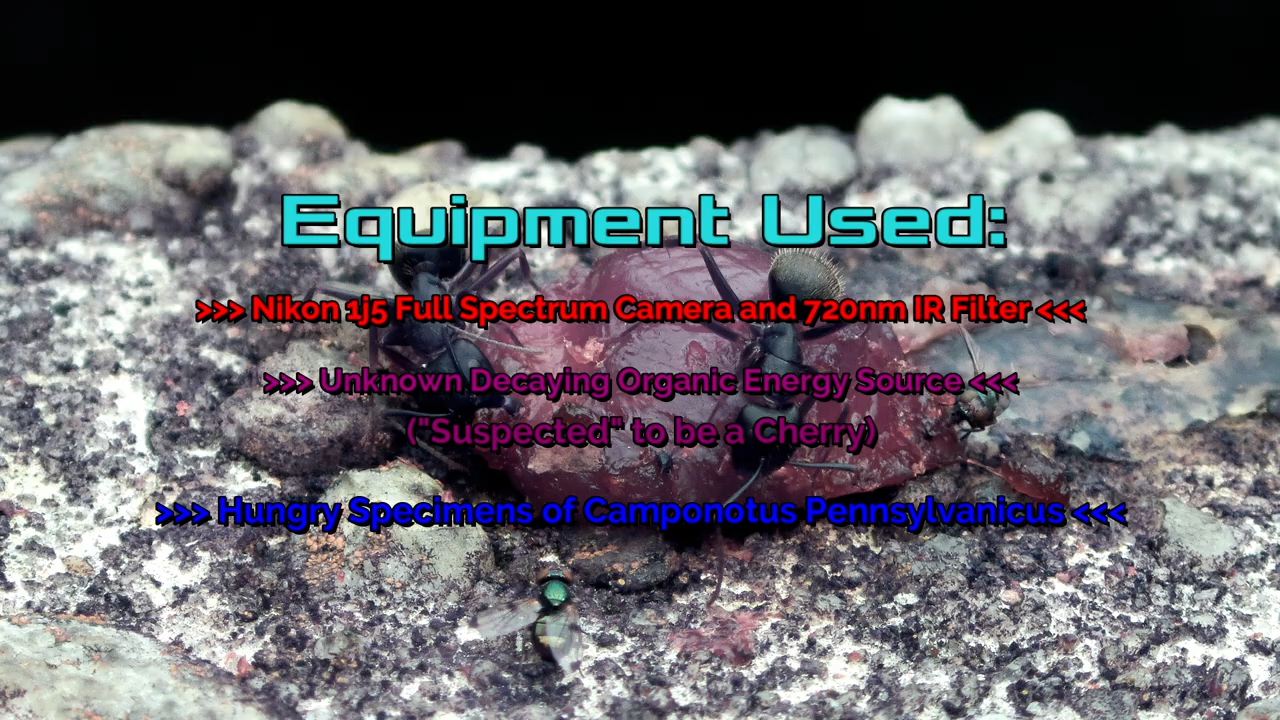 Equipment Used:
>>> Nikon 1j5 Full Spectrum Camera and 720nm IR Filter <<<
>>> Unknown Decaying Organic Energy Source <<<
("Suspected" to be a Cherry)
>>> Hungry Specimens of Camponotus Pennsylvanicus <<<